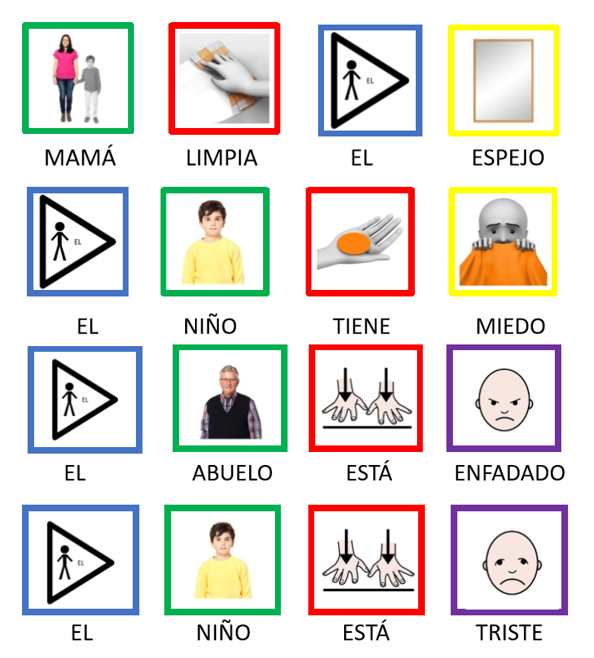 EL
MAMÁ LIMPIA EL ESPEJO
EL
EL NIÑO TIENE MIEDO
EL
EL ABUELO ESTÁ ENFADADO
EL
EL NIÑO ESTÁ TRISTE